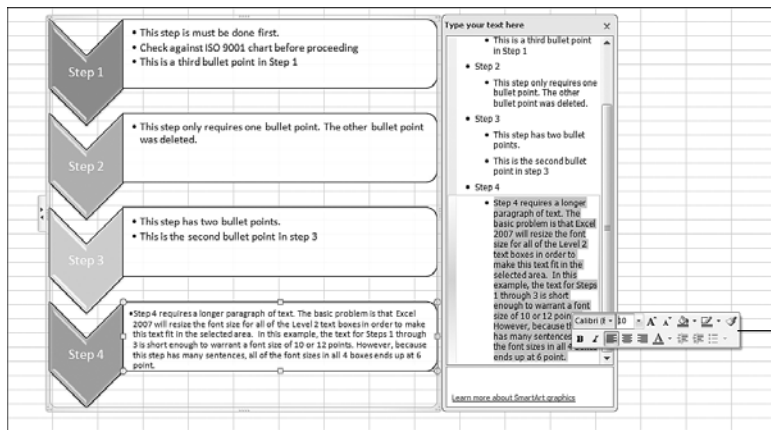 Step 1
• This step is must be done first.
• Check against ISO 9001 chart before proceeding
• This is a third bullet point in Step 1
Step 2
• This step only requires one bullet point. The other bullet point
was deleted.
Step 3
• This step has two bullet points.
• This is the second bullet point in step 3
Step 4
•Step 4 requires a longer paragraph of text. The basic problem is that Excel
2007 will resize the font size for all of the Level 2 text boxes in order to make
this text fit in the selected area. In this example, the text for Steps 1 through
3 is short enough to warrant a font size of 10 or 12 points. However, because
this step has many sentences, all of the font sizes in all 4 boxes ends up at 6
point.
Type your text here
• This is a third bullet point
in Step 1
• Step 2
• This step only requires one
bullet point. The other
bullet point was deleted.
• Step 3
• This step has two bullet
points.
• This is the second bullet
point in step 3
• Step 4
• Step 4 requires a longer
paragraph of text. The
basic problem is that Excel
2007 will resize the font
size for all of the Level 2
text boxes in order to
make this text fit in the
selected area. In this
example, the text for Steps
1 through 3 is short
enough to warrant a font
size of 10 or 12 poin
However, because th
has many sentences
the font sizes in all 4
boxes ends up at 6
point.
Calibri (
B I A
Learn more about SmartArt graphics